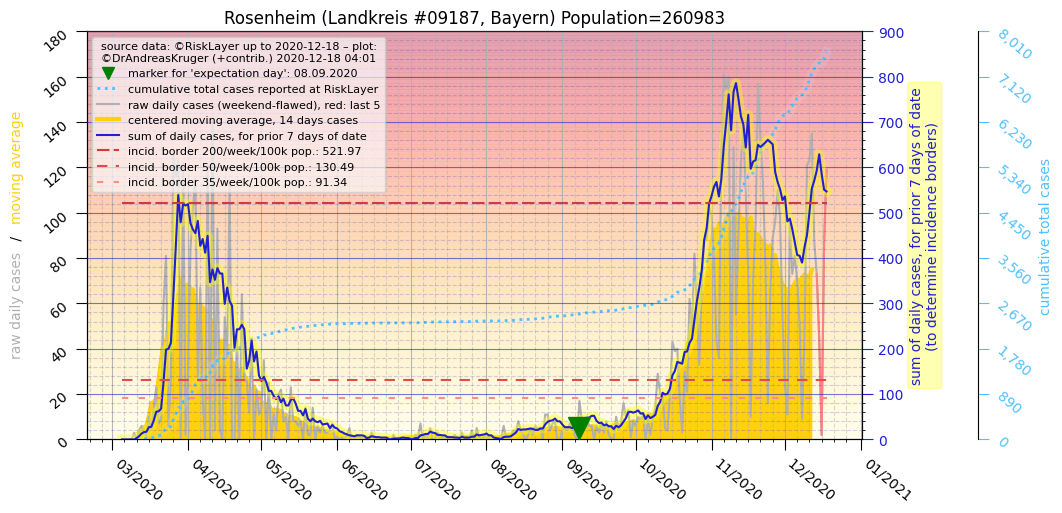 Rosenheim (Landkreis #09187, Bayern) Population=260983
source data: ©RiskLayer up to 2020-12-18 – plot:
©DrAndreasKruger (+contrib.) 2020-12-18 04:01
marker for 'expectation day': 08.09.2020
cumulative total cases reported at RiskLayer
raw daily cases (weekend-flawed), red: last 5
centered moving average, 14 days cases
sum of daily cases, for prior 7 days of date
incid. border 200/week/100k pop.: 521.97
incid. border 50/week/100k pop.: 130.49
incid. border 35/week/100k pop.: 91.34
raw daily cases / moving average
180
160
140
120
100
80
60
40
20
0
03/2020
04/2020
05/2020
06/2020
07/2020
08/2020
09/2020
10/2020
11/2020
12/2020
01/2021
900
800
700
600
500
400
300
200
100
0
sum of daily cases, for prior 7 days of date
(to determine incidence borders)
8,010
7,120
6,230
5,340
4,450
3,560
2,670
1,780
890
0
cumulative total cases